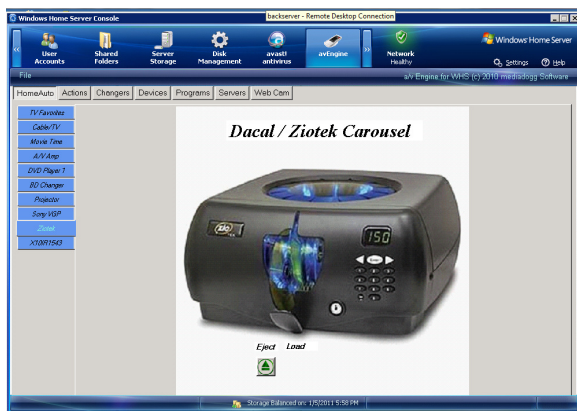 backserver - Remote Desktop Connection
Windows Home Server Console
User Accounts
Shared Folders
Server Storage
Disk Management
avast! antivirus
avEngine
Network Healthy
Windows Home Server
Settings
Help
File
a/v Engine for WHS (c) 2010 mediadogg Software
HomeAuto
Actions
Changers
Devices
Programs
Servers
Web Cam
TV Favorites
Cable/TV
Movie Time
A/V Amp
DVD Player 1
BD Changer
Projector
Sony VGP
Ziotek
X10IR1543
Dacal / Ziotek Carousel
Zio
150
Eject Load
Storage Balanced on: 1/5/2011 5:58 PM